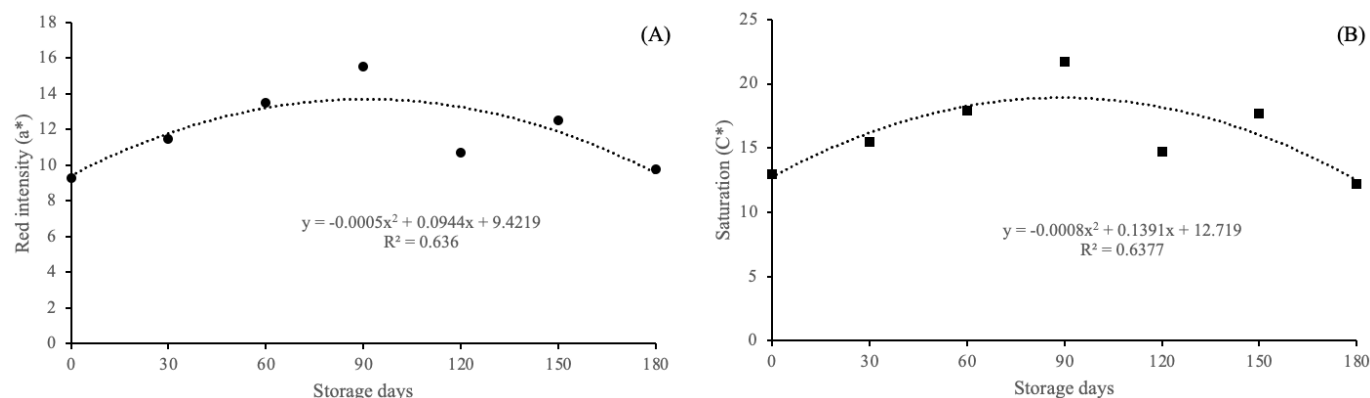 (A)
18
16
14
12
10
8
6
4
2
0
Red intensity (a*)
y = -0.0005x² + 0.0944x + 9.4219
R² = 0.636
0 30 60 90 120 150 180
Storage days
(B)
25
20
15
10
5
0
Saturation (C*)
y = -0.0008x² + 0.1391x + 12.719
R² = 0.6377
0 30 60 90 120 150 180
Storage days